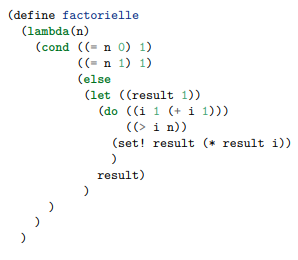 (define factorielle
  (lambda(n)
    (cond ((= n 0) 1)
          ((= n 1) 1)
          (else
           (let ((result 1))
             (do ((i 1 (+ i 1)))
                 ((> i n))
               (set! result (* result i))
               )
             result)
           )
      )
    )
  )